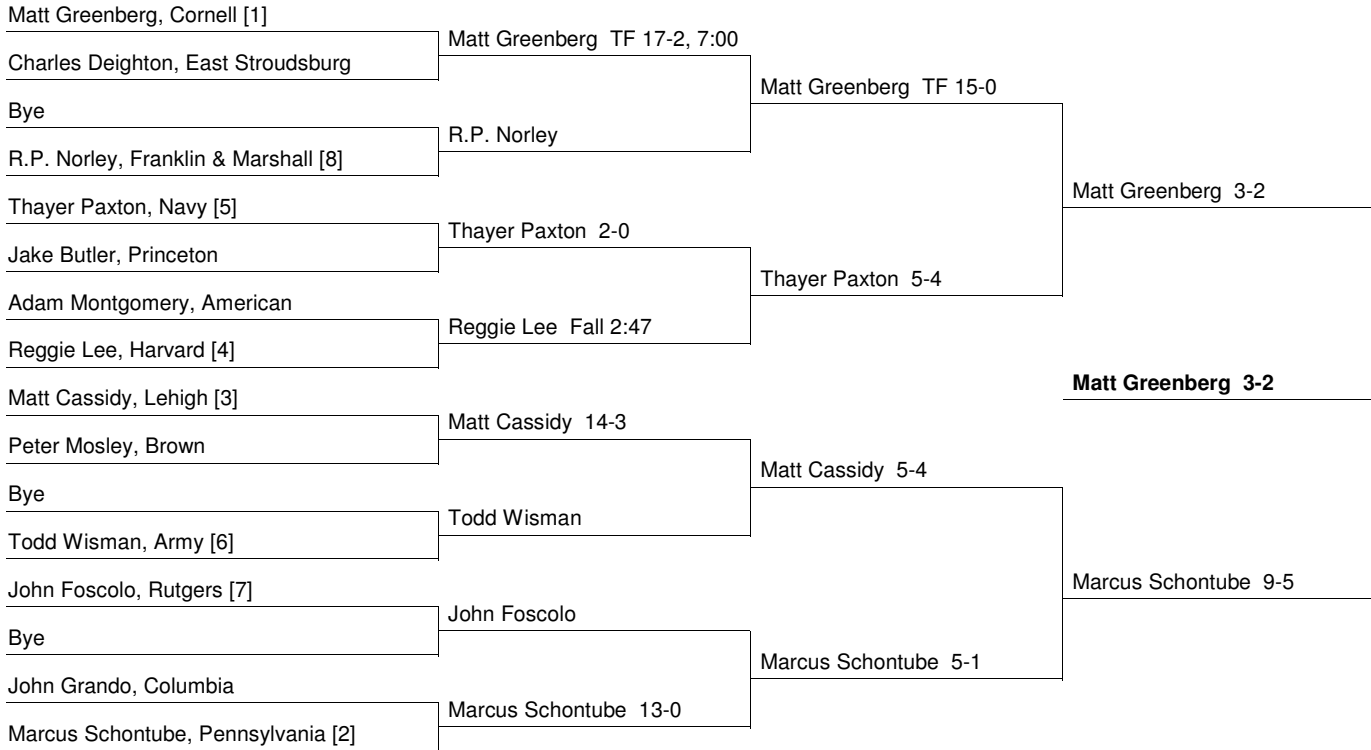 Matt Greenberg, Cornell [1]
Charles Deighton, East Stroudsburg
Bye
R.P. Norley, Franklin & Marshall [8]
Thayer Paxton, Navy [5]
Jake Butler, Princeton
Adam Montgomery, American
Reggie Lee, Harvard [4]
Matt Cassidy, Lehigh [3]
Peter Mosley, Brown
Bye
Todd Wisman, Army [6]
John Foscolo, Rutgers [7]
Bye
John Grando, Columbia
Marcus Schontube, Pennsylvania [2]
Matt Greenberg TF 17-2, 7:00
R.P. Norley
Thayer Paxton 2-0
Reggie Lee Fall 2:47
Matt Cassidy 14-3
Todd Wisman
John Foscolo
Marcus Schontube 13-0
Matt Greenberg TF 15-0
Thayer Paxton 5-4
Matt Cassidy 5-4
Marcus Schontube 5-1
Matt Greenberg 3-2
Marcus Schontube 9-5
Matt Greenberg 3-2